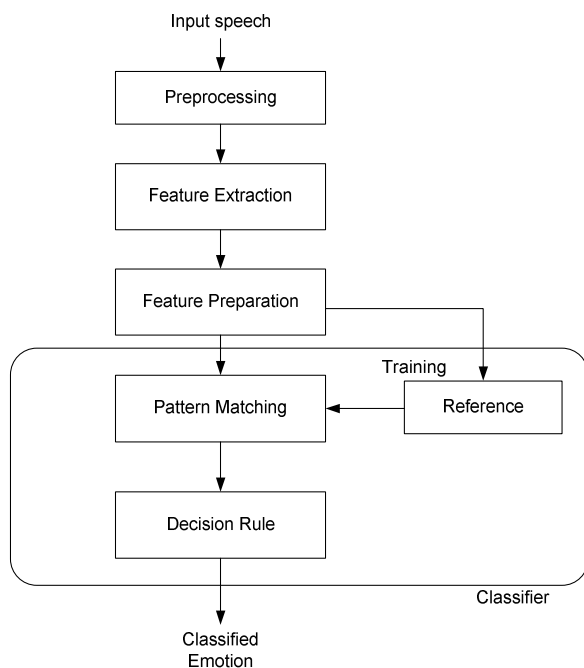 Input speech
Preprocessing
Feature Extraction
Feature Preparation
Training
Pattern Matching
Reference
Decision Rule
Classifier
Classified
Emotion